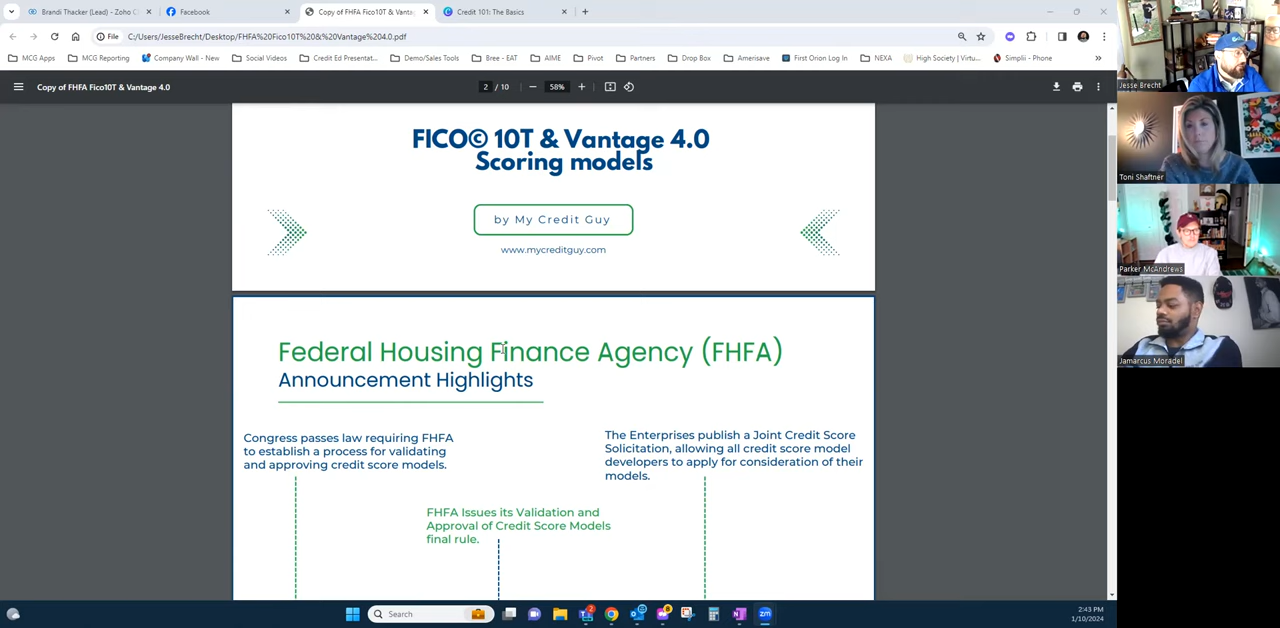 Brandi Thacker (Lead) - Zoho C
Facebook
Copy of FHFA Fico10T & Vanta
Credit 101: The Basics
File
C:/Users/JesseBrecht/Desktop/FHFA%20Fico10T%20&%20Vantage%204.0.pdf
MCG Apps
MCG Reporting
Company Wall - New
Social Videos
Credit Ed Presentat...
Demo/Sales Tools
Bree - EAT
AIME
Pivot
Partners
Drop Box
Amerisave
First Orion Log In
NEXA
High Society (Virtu...
Simplii - Phone
Copy of FHFA Fico10T & Vantage 4.0
2 / 10
58%
FICO© 10T & Vantage 4.0
Scoring models
by My Credit Guy
www.mycreditguy.com
Federal Housing Finance Agency (FHFA)
Announcement Highlights
Congress passes law requiring FHFA
to establish a process for validating
and approving credit score models.
The Enterprises publish a Joint Credit Score
Solicitation, allowing all credit score model
developers to apply for consideration of their
models.
FHFA Issues its Validation and
Approval of Credit Score Models
final rule.
Jesse Brecht
Toni Shaftner
Parker McAndrews
Jamarcus Moradel
Search
2:43 PM
1/10/2024